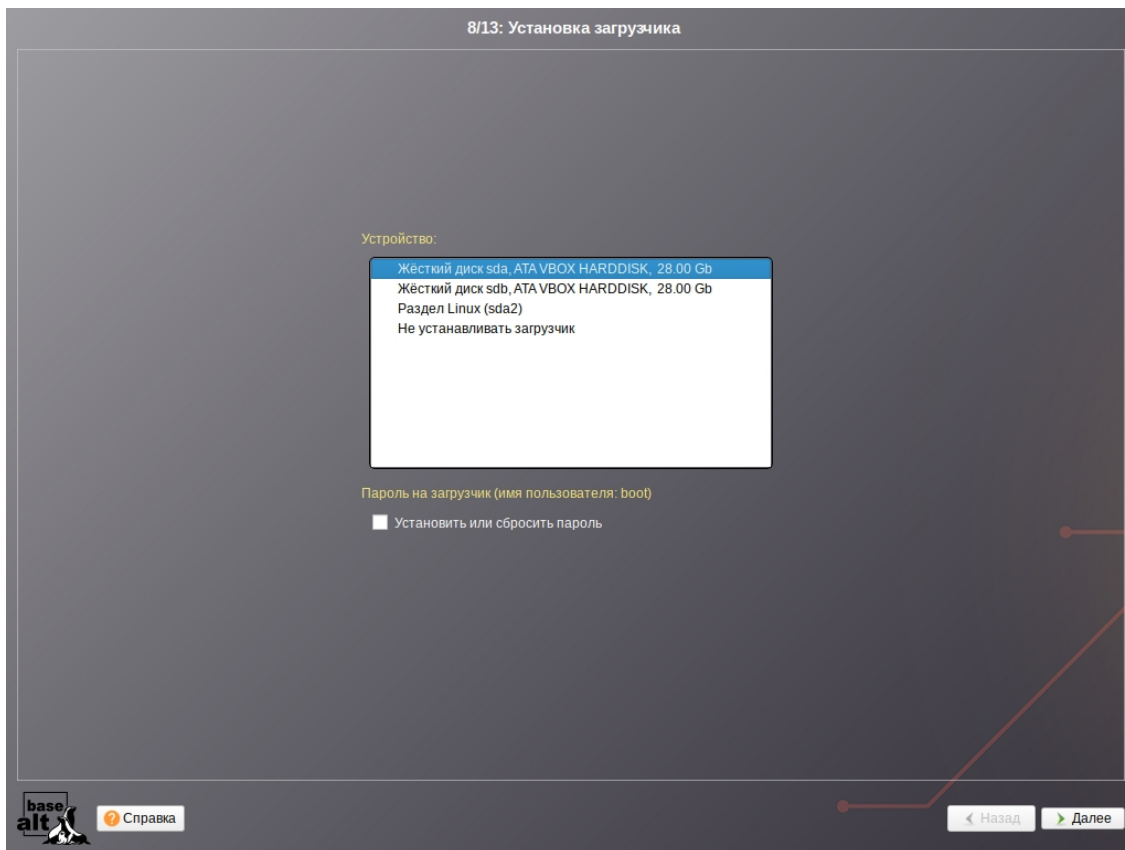 8/13: Установка загрузчика
Устройство:
Жёсткий диск sda, ATA VBOX HARDDISK, 28.00 Gb
Жёсткий диск sdb, ATA VBOX HARDDISK, 28.00 Gb
Раздел Linux (sda2)
Не устанавливать загрузчик
Пароль на загрузчик (имя пользователя: boot)
Установить или сбросить пароль
base
alt
Справка
Назад
Далее